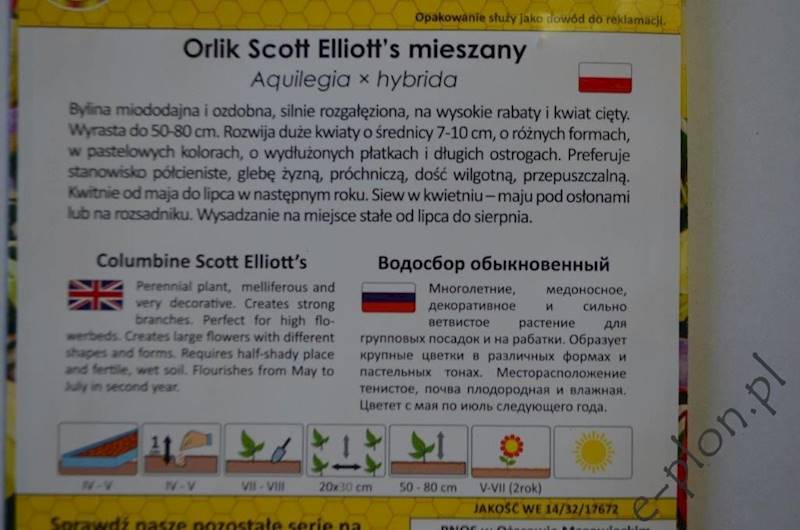 Opakowanie służy jako dowód do reklamacji.
Orlik Scott Elliott's mieszany
Aquilegia × hybrida
Bylina miododajna i ozdobna, silnie rozgałęziona, na wysokie rabaty i kwiat cięty.
Wyrasta do 50-80 cm. Rozwija duże kwiaty o średnicy 7-10 cm, o różnych formach,
w pastelowych kolorach, o wydłużonych płatkach i długich ostrogach. Preferuje
stanowisko półcieniste, glebę żyzną, próchniczą, dość wilgotną, przepuszczalną.
Kwitnie od maja do lipca w następnym roku. Siew w kwietniu – maju pod osłonami
lub na rozsadniku. Wysadzanie na miejsce stałe od lipca do sierpnia.
Columbine Scott Elliott's
Perennial plant, melliferous and
very decorative. Creates strong
branches. Perfect for high flo-
werbeds. Creates large flowers with different
shapes and forms. Requires half-shady place
and fertile, wet soil. Flourishes from May to
July in second year.
Водосбор обыкновенный
Многолетние, медоносное,
декоративное и сильно
ветвистое растение для
групповых посадок и на рабатки. Образует
крупные цветки в различных формах и
пастельных тонах. Месторасположение
тенистое, почва плодородная и влажная.
Цветет с мая по июль следующего года.
1
IV - V
IV - V
VII - VIII
20x30 cm
50 - 80 cm
V-VII (2rok)
JAKOŚĆ WE 14/32/17672
Sprawdź nasze pozostałe serie na
PNOS w Ożarowie Mazowieckim
e-plon.pl